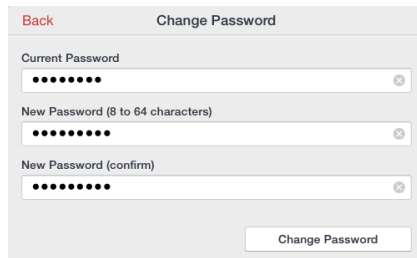 Back Change Password
Current Password
••••••••
New Password (8 to 64 characters)
•••••••••
New Password (confirm)
•••••••••
Change Password